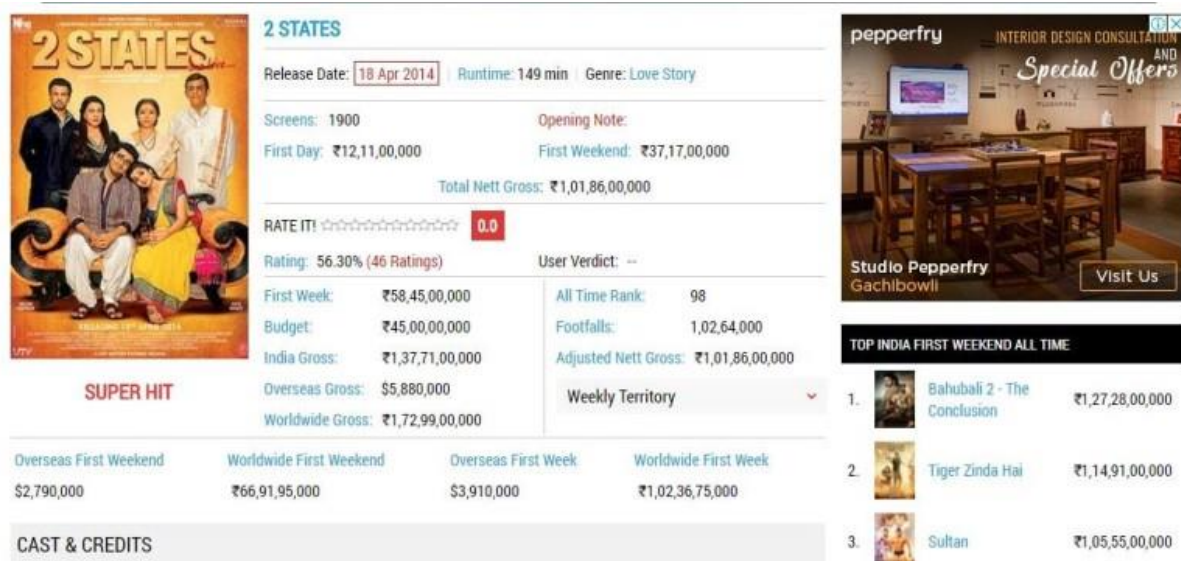 2 STATES
UTV
SUPER HIT
2 STATES
Release Date: 18 Apr 2014 Runtime: 149 min Genre: Love Story
Screens: 1900 Opening Note:
First Day: ₹12,11,00,000 First Weekend: ₹37,17,00,000
Total Nett Gross: ₹1,01,86,00,000
RATE IT! 0.0
Rating: 56.30% (46 Ratings) User Verdict: --
First Week: ₹58,45,00,000
Budget: ₹45,00,00,000
India Gross: ₹1,37,71,00,000
Overseas Gross: $5,880,000
Worldwide Gross: ₹1,72,99,00,000
All Time Rank: 98
Footfalls: 1,02,64,000
Adjusted Nett Gross: ₹1,01,86,00,000
Weekly Territory
Overseas First Weekend Worldwide First Weekend Overseas First Week Worldwide First Week
$2,790,000 ₹66,91,95,000 $3,910,000 ₹1,02,36,75,000
CAST & CREDITS
pepperfry
INTERIOR DESIGN CONSULTATION
AND
Special Offers
Studio Pepperfry
Gachibowli
Visit Us
TOP INDIA FIRST WEEKEND ALL TIME
1. Bahubali 2 - The Conclusion ₹1,27,28,00,000
2. Tiger Zinda Hai ₹1,14,91,00,000
3. Sultan ₹1,05,55,00,000